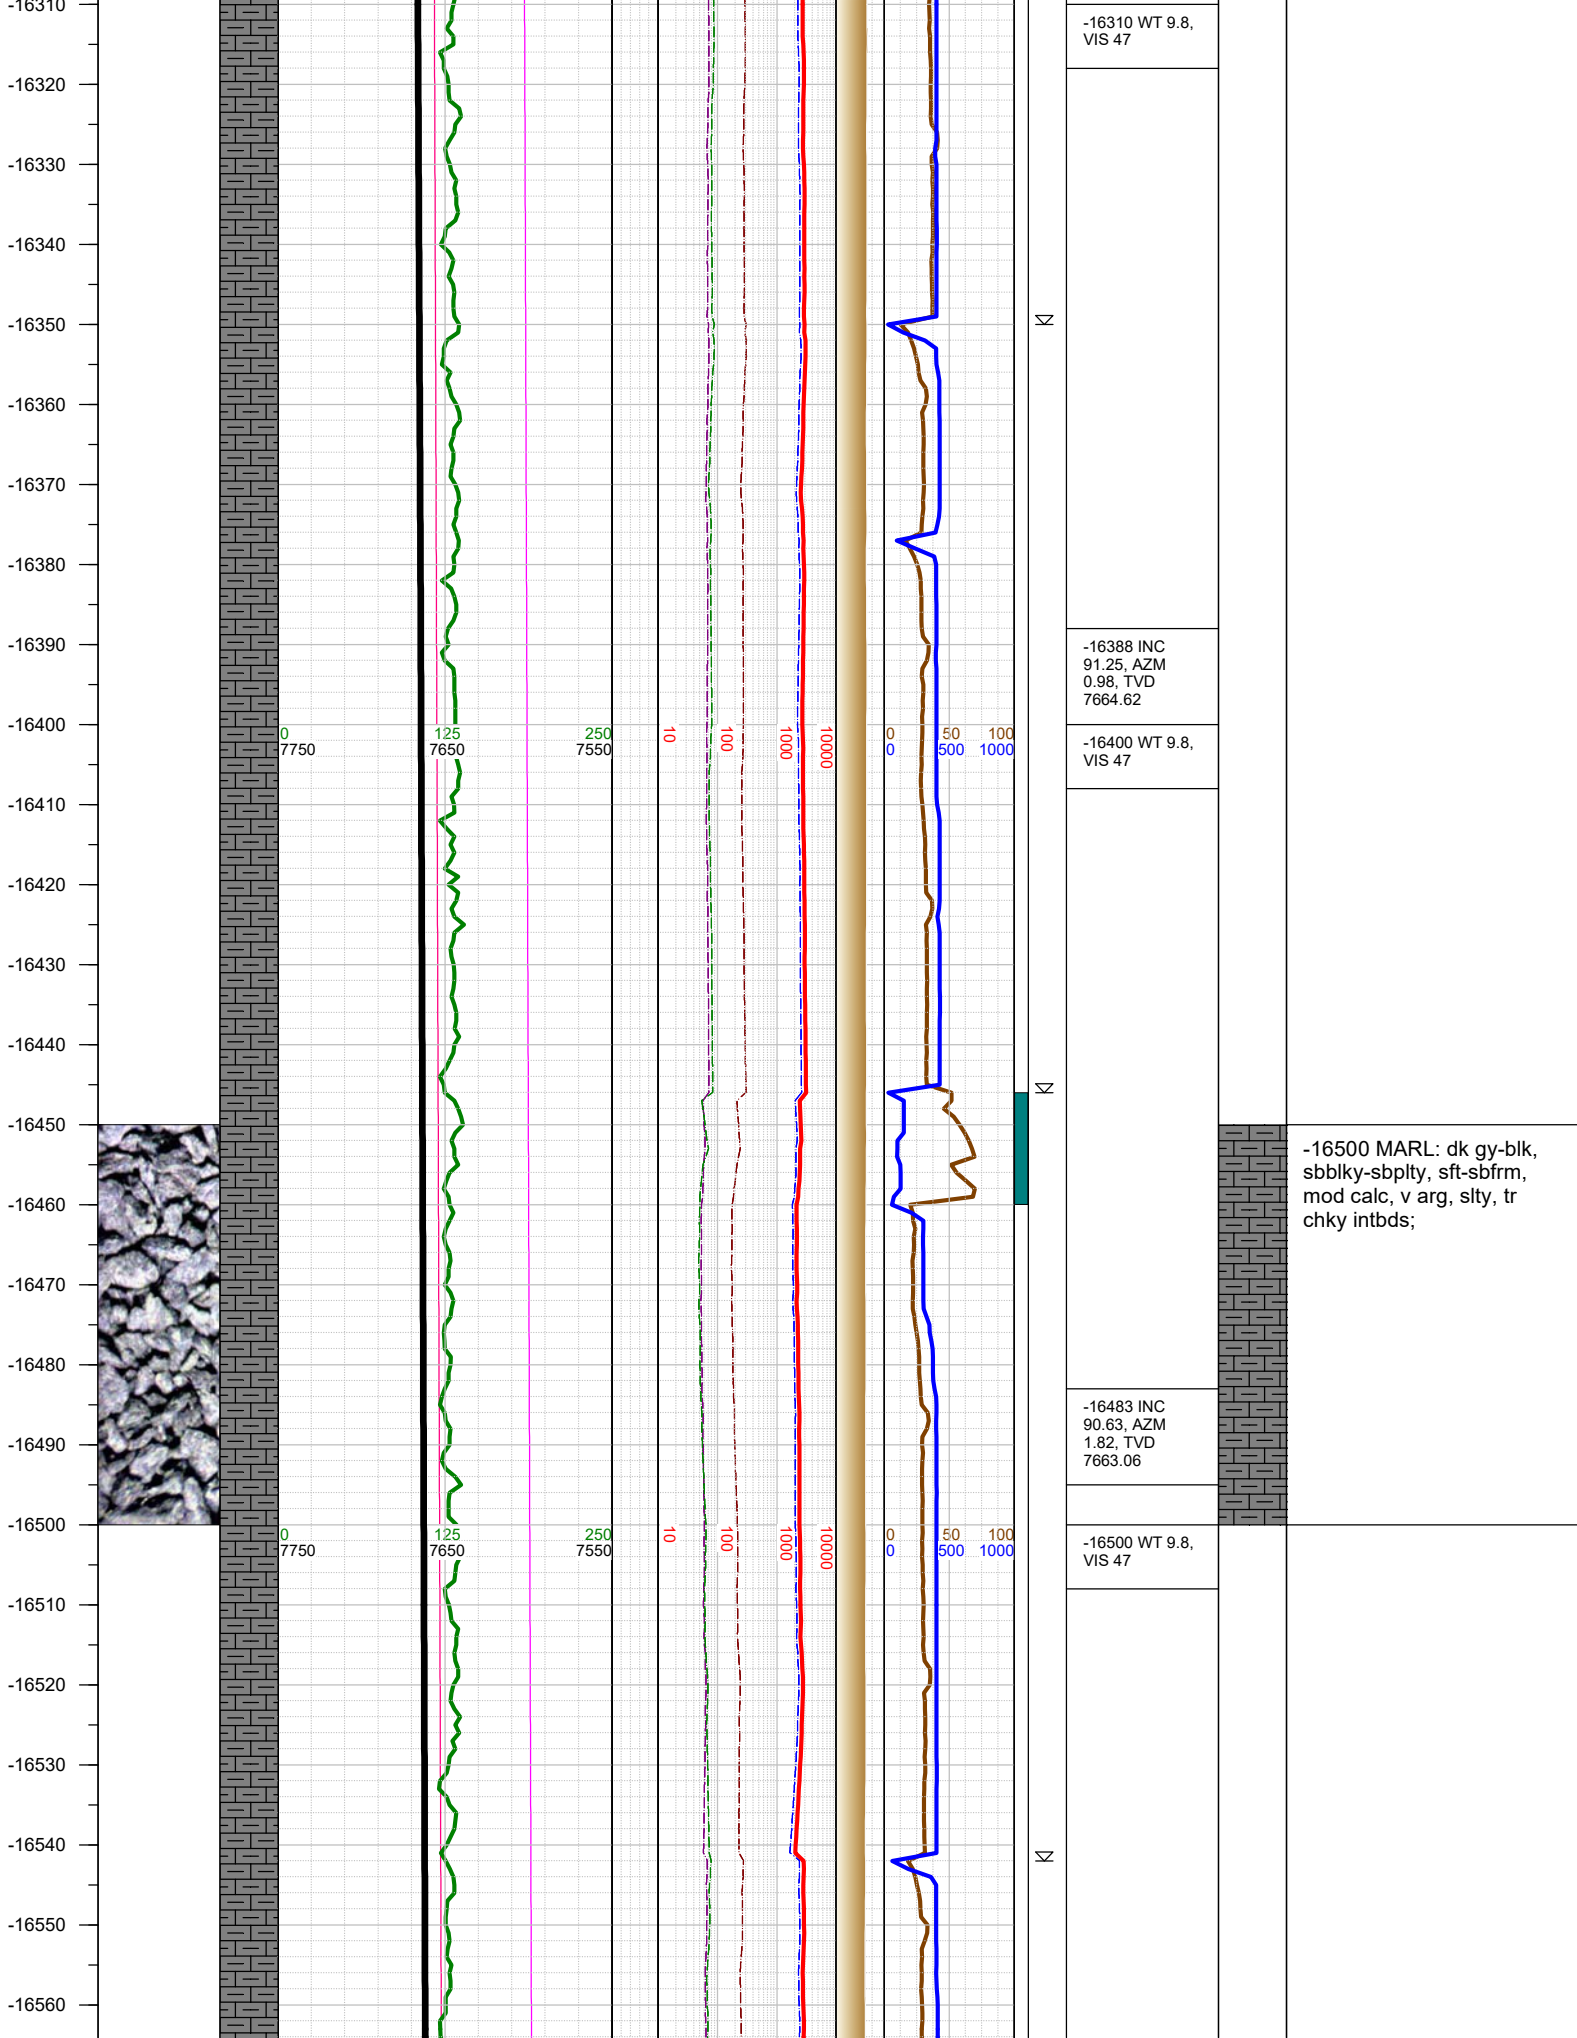 -16310
-16310 WT 9.8,
VIS 47
-16320
-16330
-16340
-16350
-16360
-16370
-16380
-16390
-16388 INC
91.25, AZM
0.98, TVD
7664.62
-16400
0 125 250
7750 7650 7550
10 100 1000 10000
0 50 100
0 500 1000
-16400 WT 9.8,
VIS 47
-16410
-16420
-16430
-16440
-16450
-16500 MARL: dk gy-blk,
sbblky-sbplty, sft-sbfrm,
mod calc, v arg, slty, tr
chky intbds;
-16460
-16470
-16480
-16483 INC
90.63, AZM
1.82, TVD
7663.06
-16490
-16500
0 125 250
7750 7650 7550
10 100 1000 10000
0 50 100
0 500 1000
-16500 WT 9.8,
VIS 47
-16510
-16520
-16530
-16540
-16550
-16560